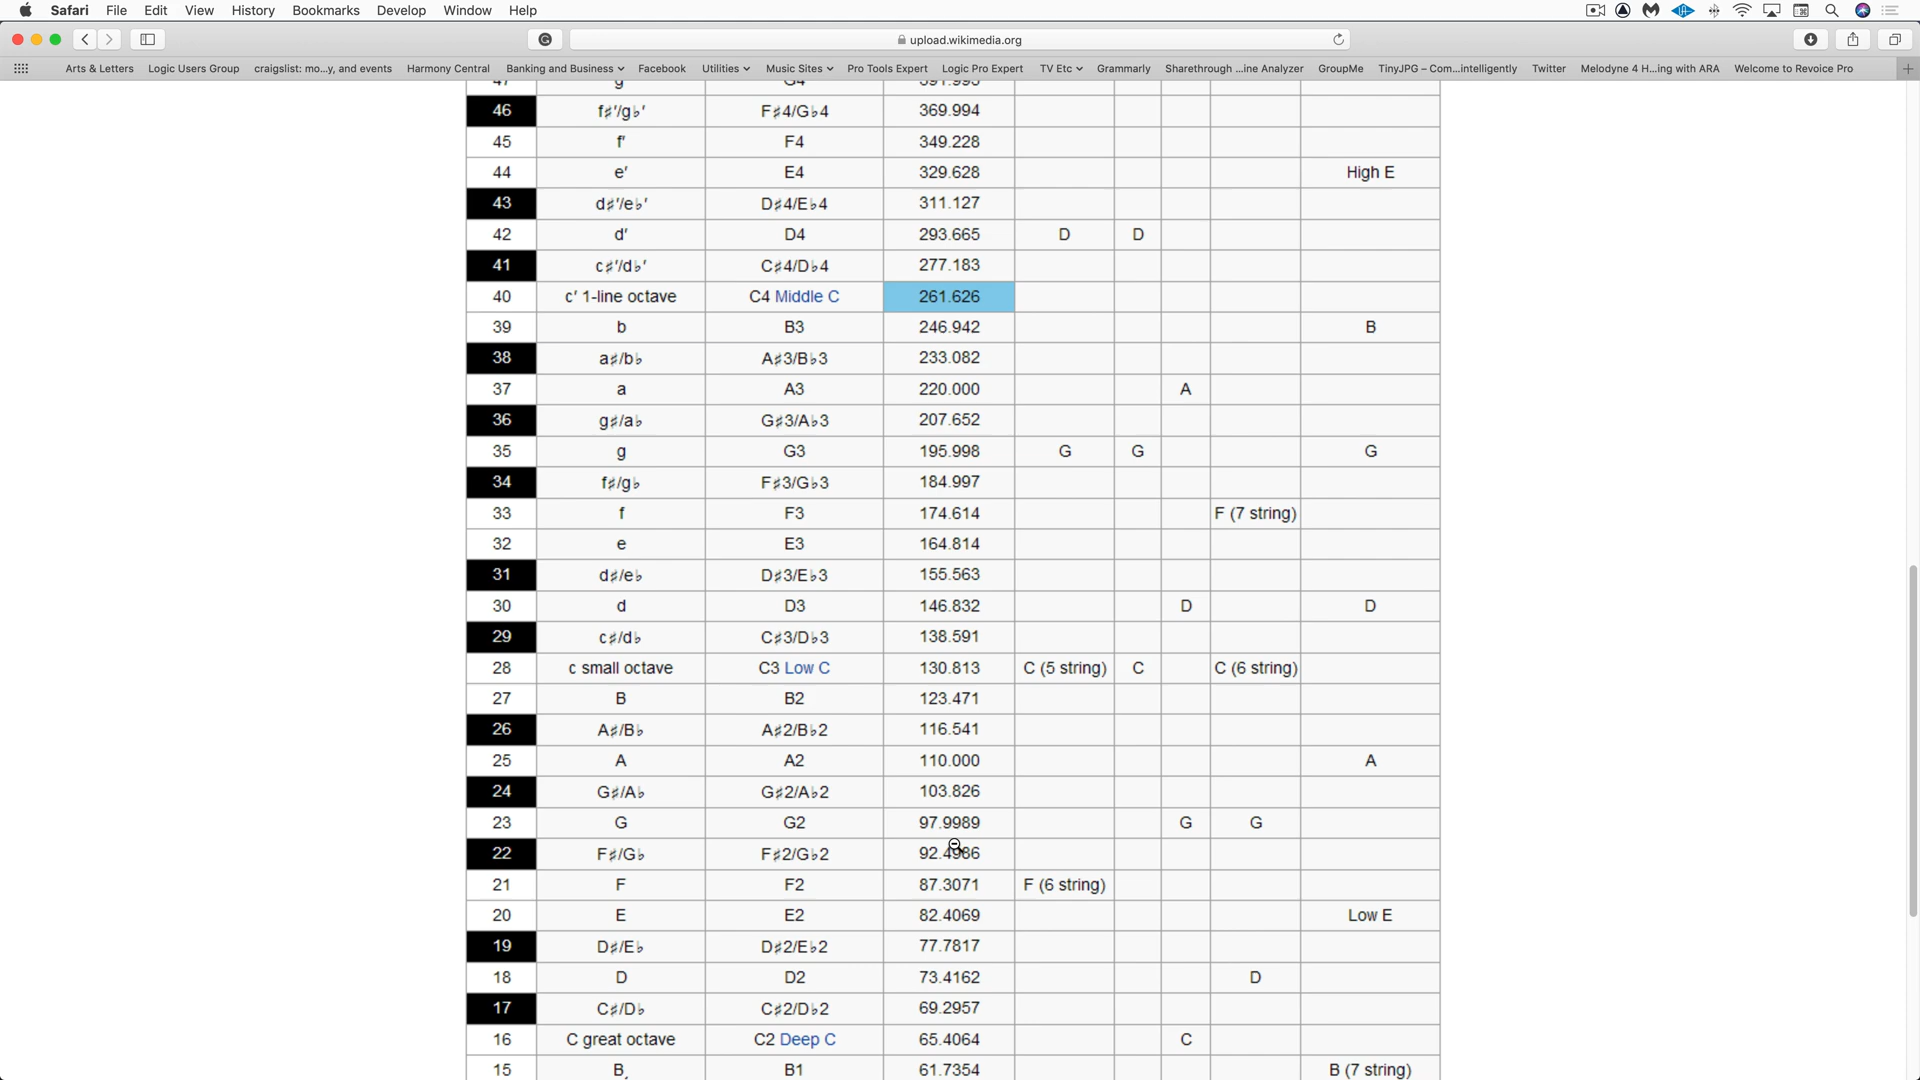 Safari File Edit View History Bookmarks Develop Window Help
upload.wikimedia.org
Arts & Letters Logic Users Group craigslist: mo...y, and events Harmony Central Banking and Business Facebook Utilities Music Sites Pro Tools Expert Logic Pro Expert TV Etc Grammarly Sharethrough ...ine Analyzer GroupMe TinyJPG – Com...intelligently Twitter Melodyne 4 H...ing with ARA Welcome to Revoice Pro
47 g′ G4 391.995
46 f♯′/g♭′ F♯4/G♭4 369.994
45 f′ F4 349.228
44 e′ E4 329.628 High E
43 d♯′/e♭′ D♯4/E♭4 311.127
42 d′ D4 293.665 D D
41 c♯′/d♭′ C♯4/D♭4 277.183
40 c′ 1-line octave C4 Middle C 261.626
39 b B3 246.942 B
38 a♯/b♭ A♯3/B♭3 233.082
37 a A3 220.000 A
36 g♯/a♭ G♯3/A♭3 207.652
35 g G3 195.998 G G G
34 f♯/g♭ F♯3/G♭3 184.997
33 f F3 174.614 F (7 string)
32 e E3 164.814
31 d♯/e♭ D♯3/E♭3 155.563
30 d D3 146.832 D D
29 c♯/d♭ C♯3/D♭3 138.591
28 c small octave C3 Low C 130.813 C (5 string) C C (6 string)
27 B B2 123.471
26 A♯/B♭ A♯2/B♭2 116.541
25 A A2 110.000 A
24 G♯/A♭ G♯2/A♭2 103.826
23 G G2 97.9989 G G
22 F♯/G♭ F♯2/G♭2 92.4986
21 F F2 87.3071 F (6 string)
20 E E2 82.4069 Low E
19 D♯/E♭ D♯2/E♭2 77.7817
18 D D2 73.4162 D
17 C♯/D♭ C♯2/D♭2 69.2957
16 C great octave C2 Deep C 65.4064 C
15 B͵ B1 61.7354 B (7 string)